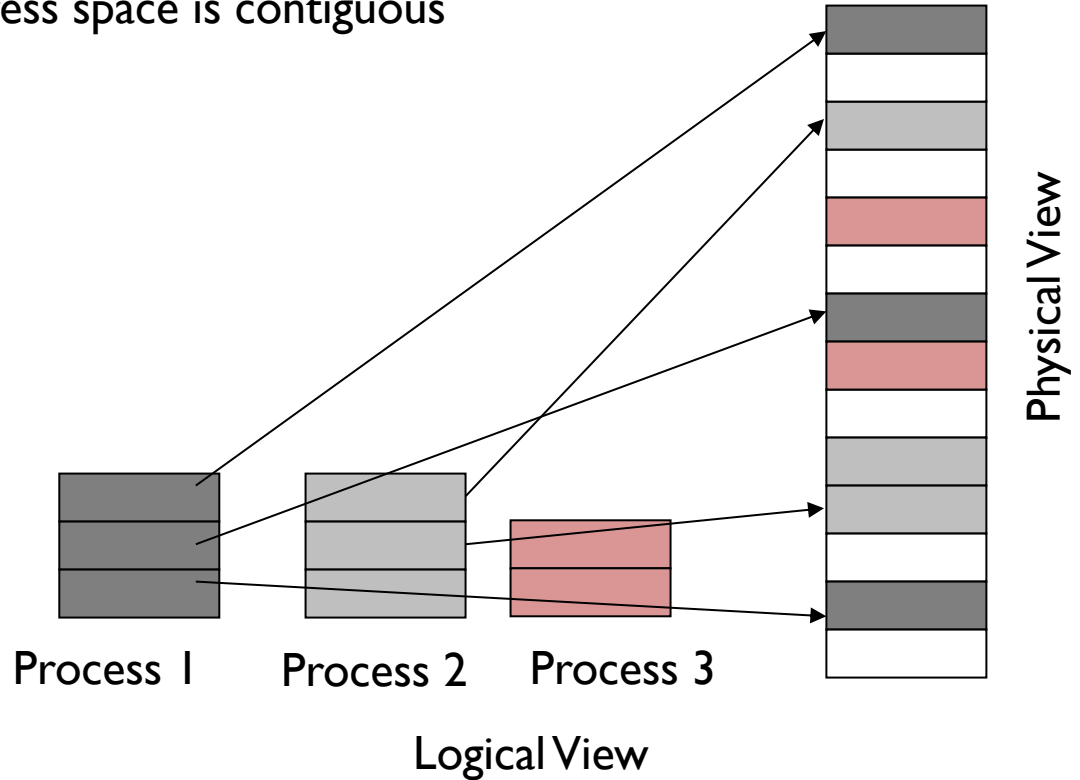 ess space is contiguous
Physical View
Process 1
Process 2
Process 3
Logical View